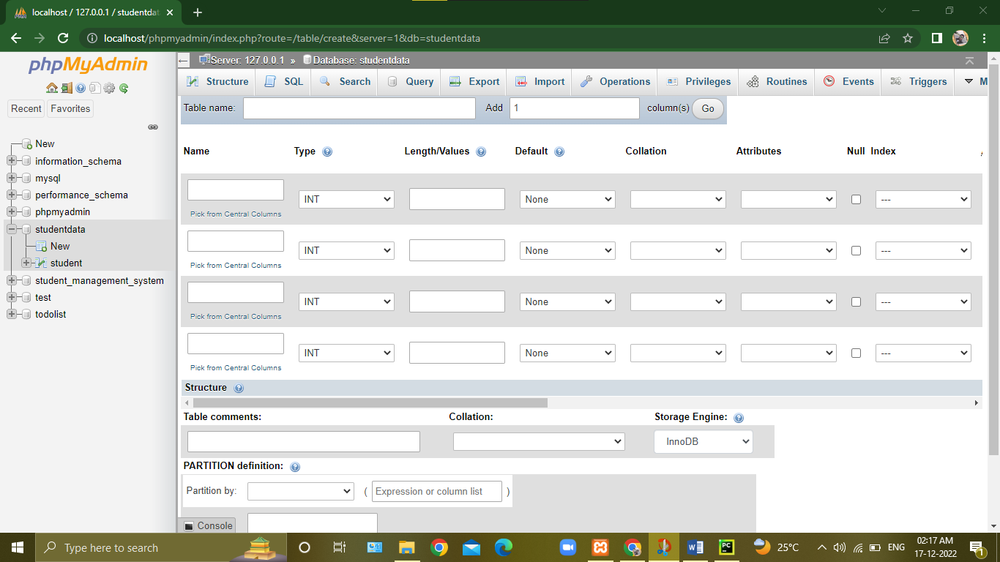 localhost / 127.0.0.1 / studentdat
localhost/phpmyadmin/index.php?route=/table/create&server=1&db=studentdata
phpMyAdmin
Recent Favorites
New
information_schema
mysql
performance_schema
phpmyadmin
studentdata
New
student
student_management_system
test
todolist
Server: 127.0.0.1 » Database: studentdata
Structure SQL Search Query Export Import Operations Privileges Routines Events Triggers M
Table name: Add 1 column(s) Go
Name Type Length/Values Default Collation Attributes Null Index
INT None ---
Pick from Central Columns
INT None ---
Pick from Central Columns
INT None ---
Pick from Central Columns
INT None ---
Pick from Central Columns
Structure
Table comments: Collation: Storage Engine:
InnoDB
PARTITION definition:
Partition by: ( Expression or column list )
Console
Type here to search
25°C ENG 02:17 AM
17-12-2022
1